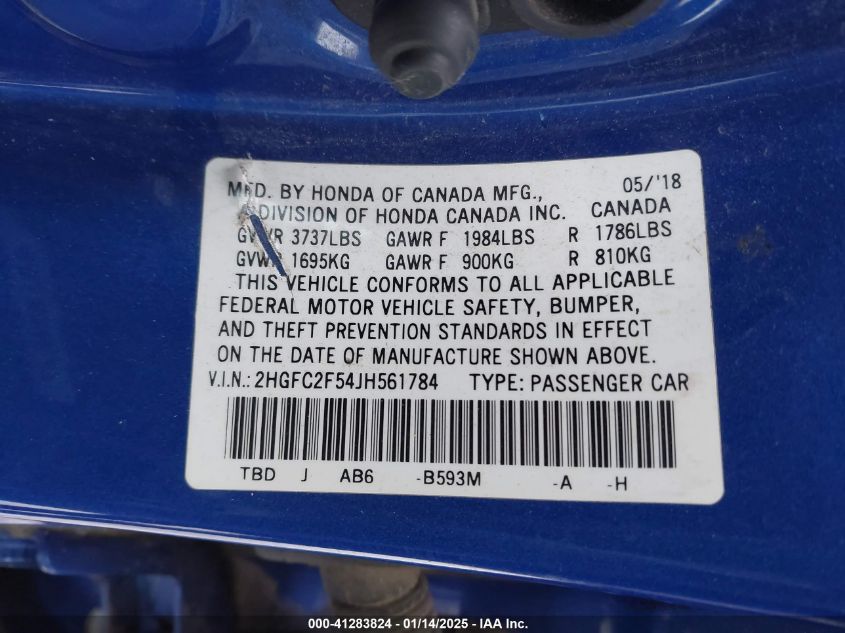 MFD. BY HONDA OF CANADA MFG., 05/'18
A DIVISION OF HONDA CANADA INC. CANADA
GVWR 3737LBS GAWR F 1984LBS R 1786LBS
GVWR 1695KG GAWR F 900KG R 810KG
THIS VEHICLE CONFORMS TO ALL APPLICABLE
FEDERAL MOTOR VEHICLE SAFETY, BUMPER,
AND THEFT PREVENTION STANDARDS IN EFFECT
ON THE DATE OF MANUFACTURE SHOWN ABOVE.
V.I.N.: 2HGFC2F54JH561784 TYPE: PASSENGER CAR
TBD J AB6 -B593M -A -H
000-41283824 - 01/14/2025 - IAA Inc.